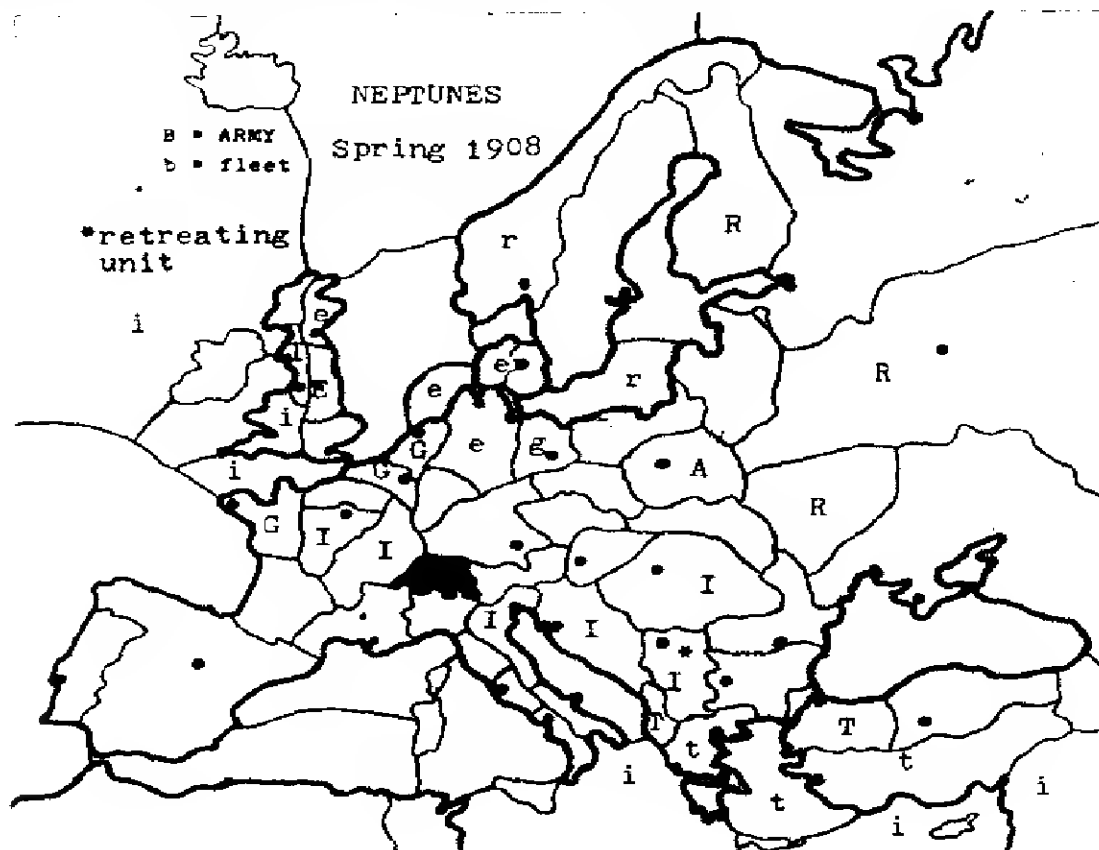 NEPTUNES
B = ARMY
b = fleet
Spring 1908
*retreating
unit
r
R
i
e
R
e
I
E
i
e
r
G
e
g
G
A
i
G
I
I
R
I
I
I
*
I
T
t
T
t
i
t
i
i